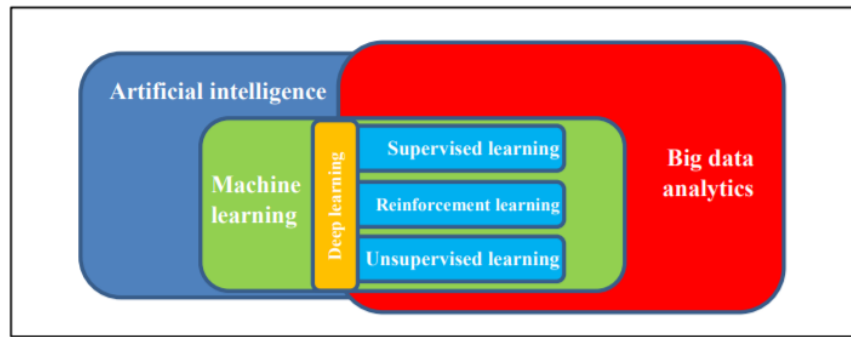 Artificial intelligence
Machine
learning
Deep learning
Supervised learning
Reinforcement learning
Unsupervised learning
Big data
analytics